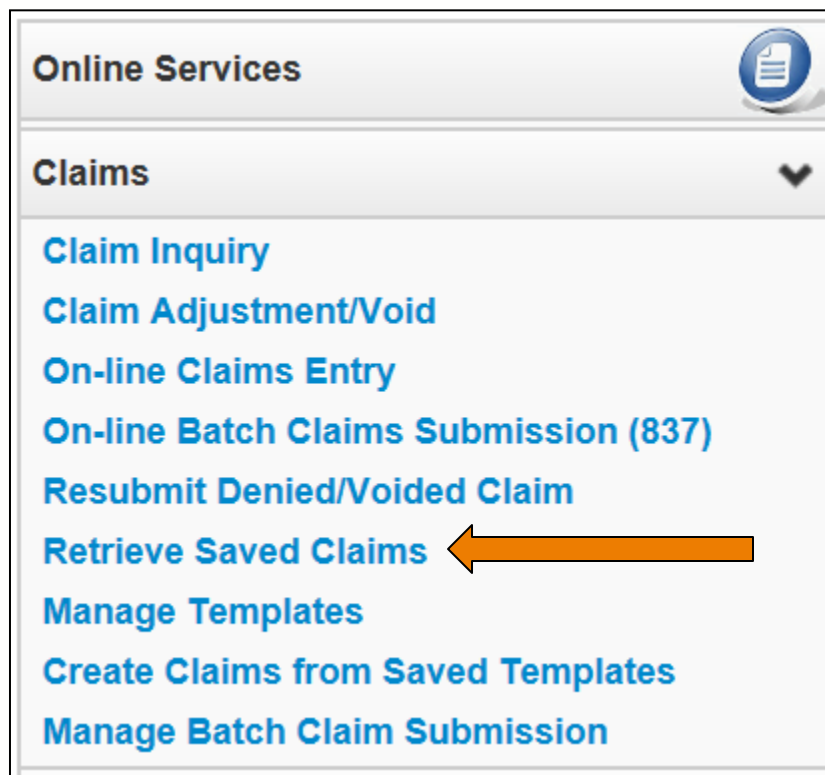 Online Services
Claims
Claim Inquiry
Claim Adjustment/Void
On-line Claims Entry
On-line Batch Claims Submission (837)
Resubmit Denied/Voided Claim
Retrieve Saved Claims
Manage Templates
Create Claims from Saved Templates
Manage Batch Claim Submission